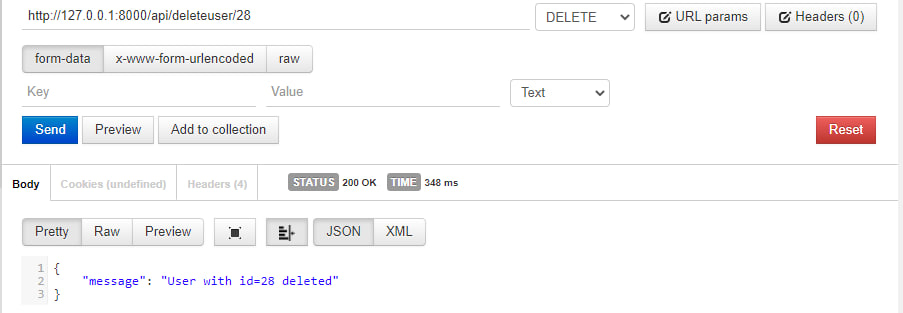 http://127.0.0.1:8000/api/deleteuser/28 DELETE URL params Headers (0)
form-data x-www-form-urlencoded raw
Key Value Text
Send Preview Add to collection Reset
Body Cookies (undefined) Headers (4) STATUS 200 OK TIME 348 ms
Pretty Raw Preview JSON XML
1 {
2 "message": "User with id=28 deleted"
3 }